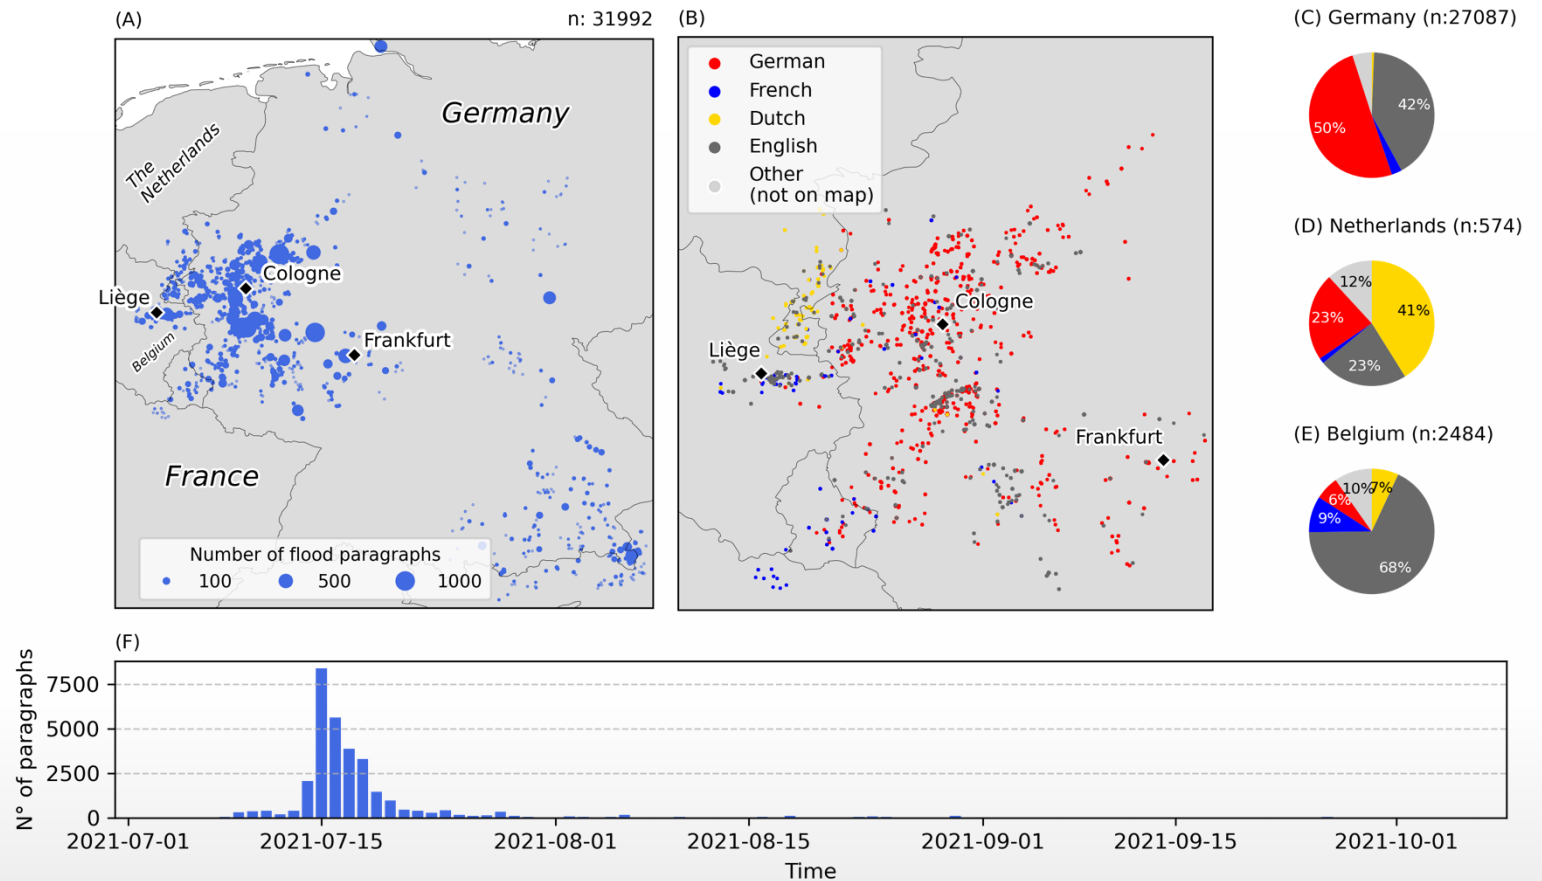 (A)
n: 31992
The
Netherlands
Germany
Cologne
Liège
Belgium
Frankfurt
France
Number of flood paragraphs
100
500
1000
(B)
German
French
Dutch
English
Other
(not on map)
Cologne
Liège
Frankfurt
(C) Germany (n:27087)
42%
50%
(D) Netherlands (n:574)
12%
41%
23%
23%
(E) Belgium (n:2484)
10%
7%
6%
9%
68%
(F)
N° of paragraphs
7500
5000
2500
0
2021-07-01
2021-07-15
2021-08-01
2021-08-15
2021-09-01
2021-09-15
2021-10-01
Time